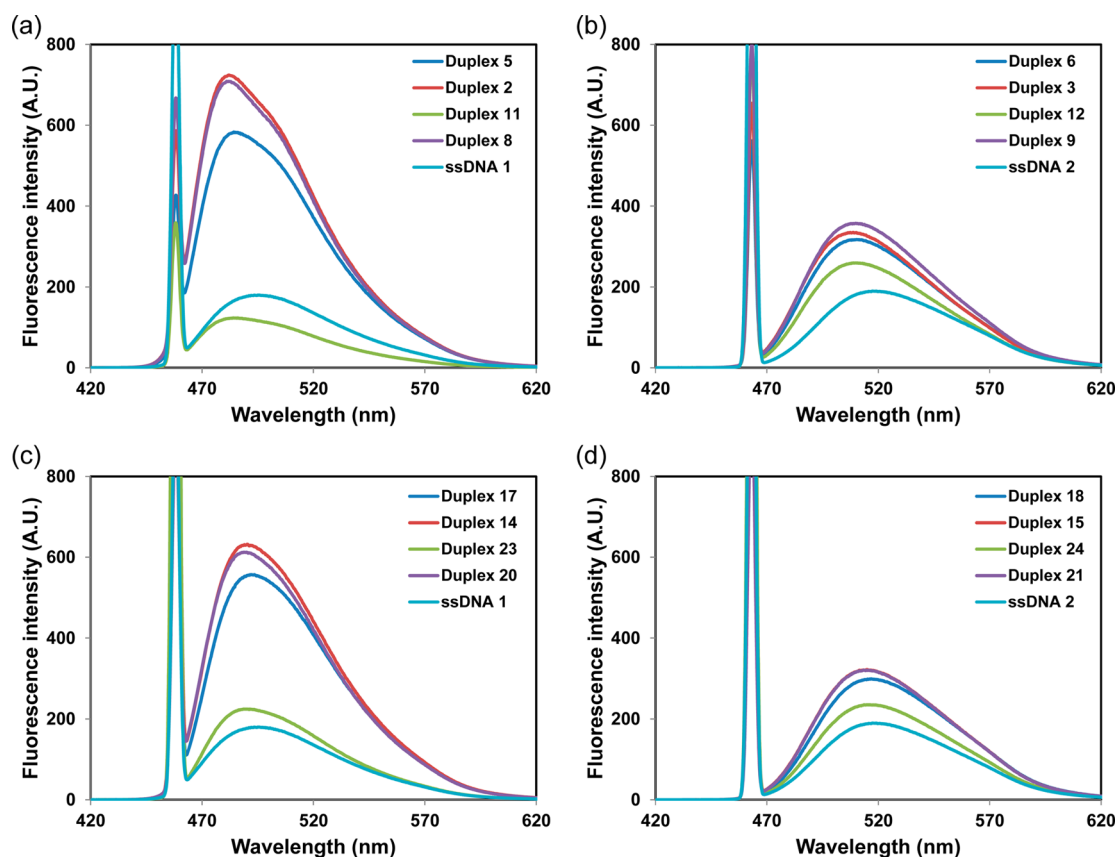 (a)
Fluorescence intensity (A.U.)
800
600
400
200
0
420 470 520 570 620
Wavelength (nm)
Duplex 5
Duplex 2
Duplex 11
Duplex 8
ssDNA 1
(b)
Fluorescence intensity (A.U.)
800
600
400
200
0
420 470 520 570 620
Wavelength (nm)
Duplex 6
Duplex 3
Duplex 12
Duplex 9
ssDNA 2
(c)
Fluorescence intensity (A.U.)
800
600
400
200
0
420 470 520 570 620
Wavelength (nm)
Duplex 17
Duplex 14
Duplex 23
Duplex 20
ssDNA 1
(d)
Fluorescence intensity (A.U.)
800
600
400
200
0
420 470 520 570 620
Wavelength (nm)
Duplex 18
Duplex 15
Duplex 24
Duplex 21
ssDNA 2